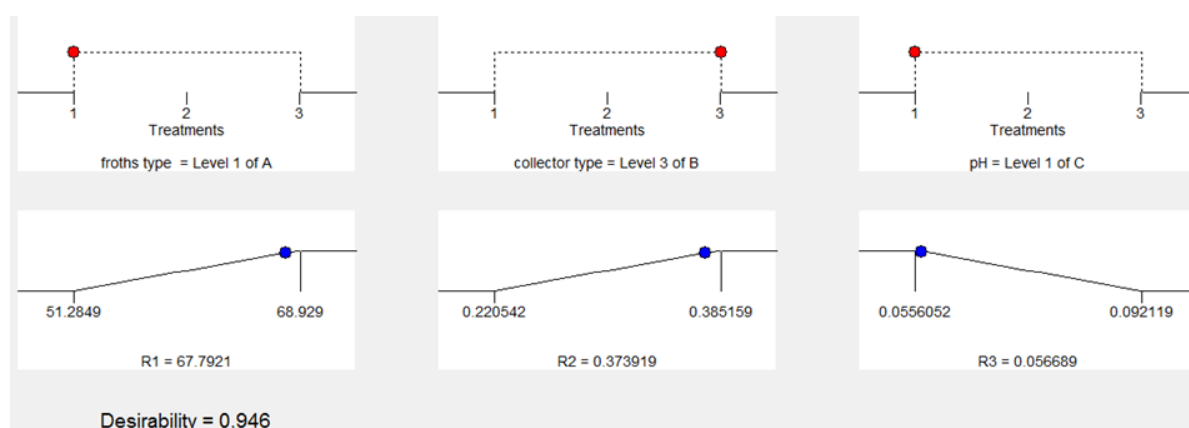 1 2 3
Treatments
froths type = Level 1 of A
1 2 3
Treatments
collector type = Level 3 of B
1 2 3
Treatments
pH = Level 1 of C
51.2849 68.929
R1 = 67.7921
0.220542 0.385159
R2 = 0.373919
0.0556052 0.092119
R3 = 0.056689
Desirability = 0.946